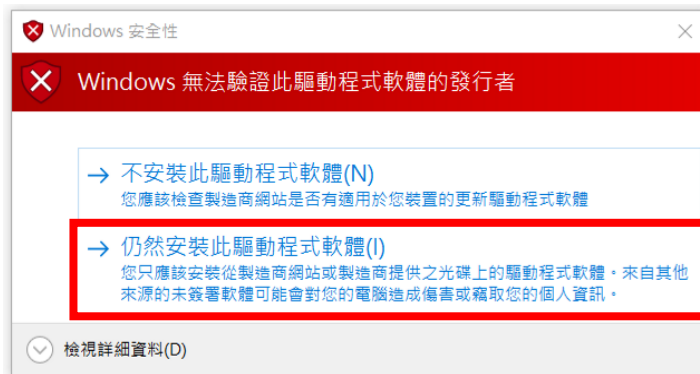 Windows 安全性
Windows 無法驗證此驅動程式軟體的發行者
不安裝此驅動程式軟體(N)
您應該檢查製造商網站是否有適用於您裝置的更新驅動程式軟體
仍然安裝此驅動程式軟體(I)
您只應該安裝從製造商網站或製造商提供之光碟上的驅動程式軟體。來自其他
來源的未簽署軟體可能會對您的電腦造成傷害或竊取您的個人資訊。
檢視詳細資料(D)